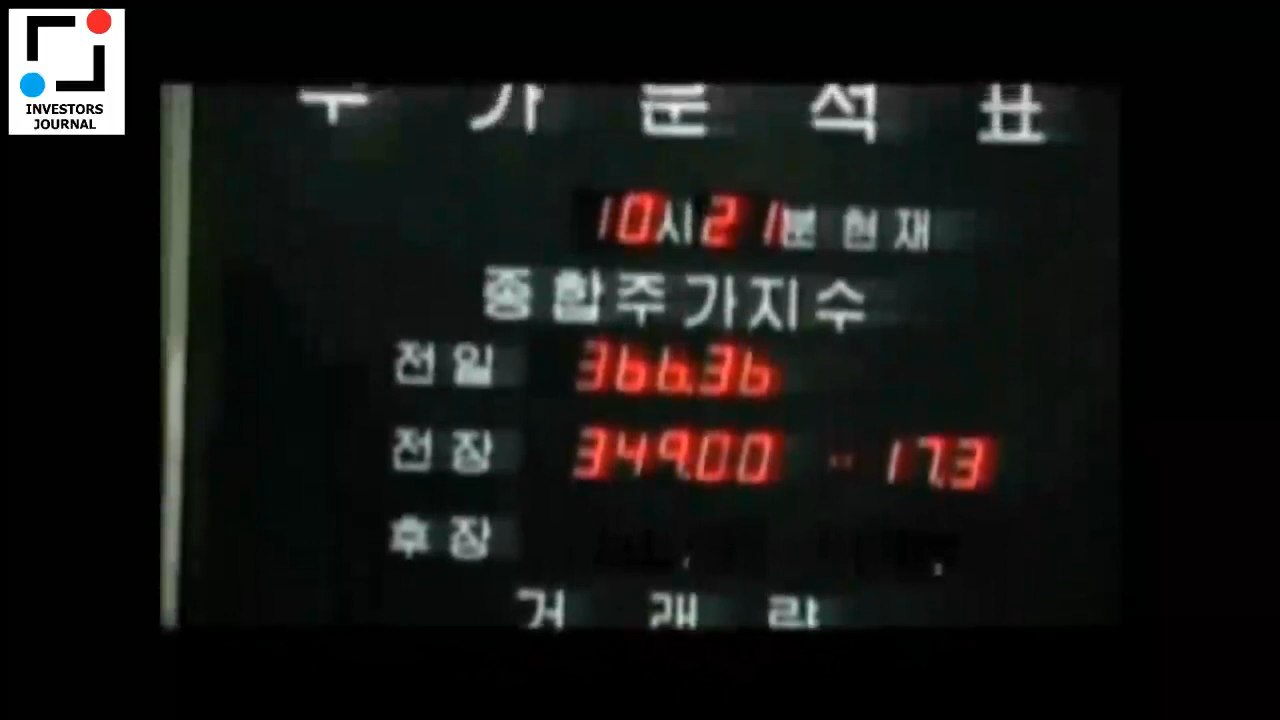 INVESTORS
JOURNAL
주 가 분 석 표
10시21분 현 재
종합주가지수
전일 366.36
전장 349.00 -17.3
후장
거 래 량